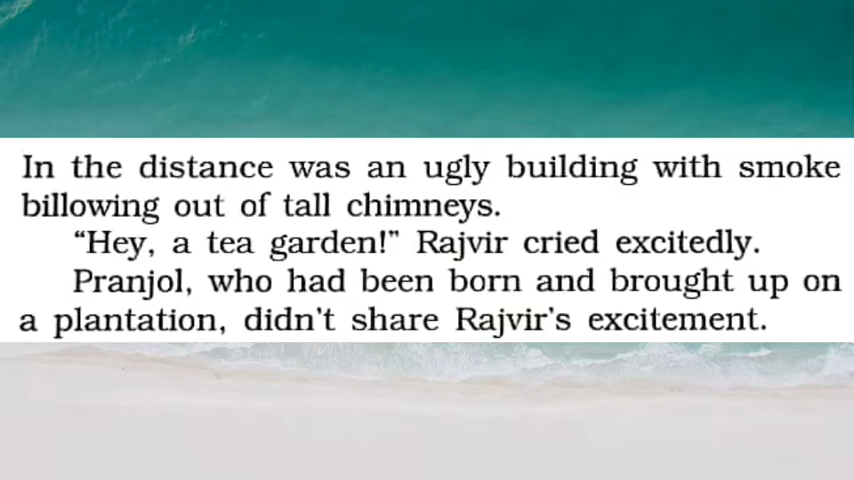 In the distance was an ugly building with smoke
billowing out of tall chimneys.
“Hey, a tea garden!” Rajvir cried excitedly.
Pranjol, who had been born and brought up on
a plantation, didn't share Rajvir's excitement.